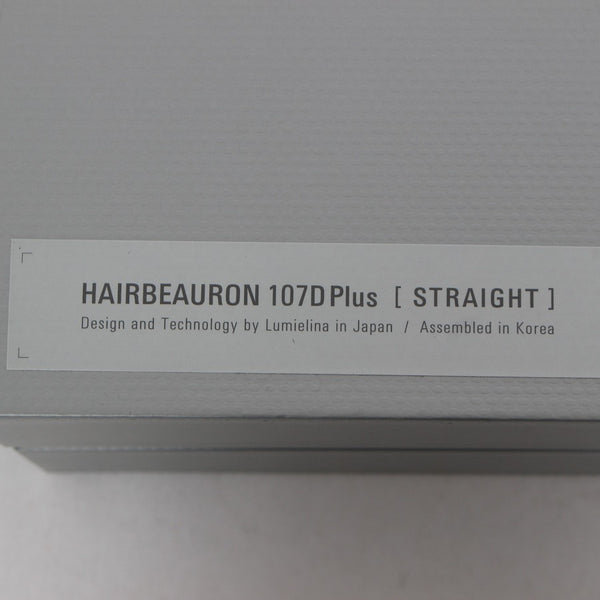 HAIRBEAURON 107D Plus [ STRAIGHT ]
Design and Technology by Lumielina in Japan / Assembled in Korea